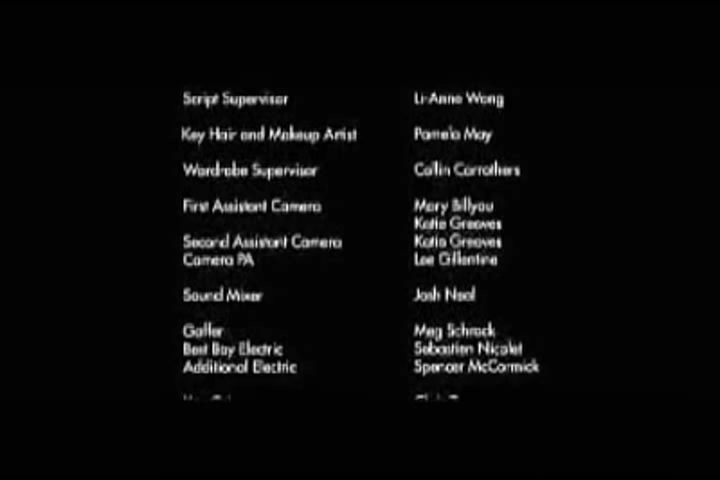 Script Supervisor Li-Anne Wong
Key Hair and Makeup Artist Pamela May
Wardrobe Supervisor Collin Carrothers
First Assistant Camera Mary Billyou
Katie Greaves
Second Assistant Camera Katie Greaves
Camera PA Lee Gillentine
Sound Mixer Josh Neal
Gaffer Meg Schrock
Best Boy Electric Sebastien Nicolet
Additional Electric Spencer McCormick